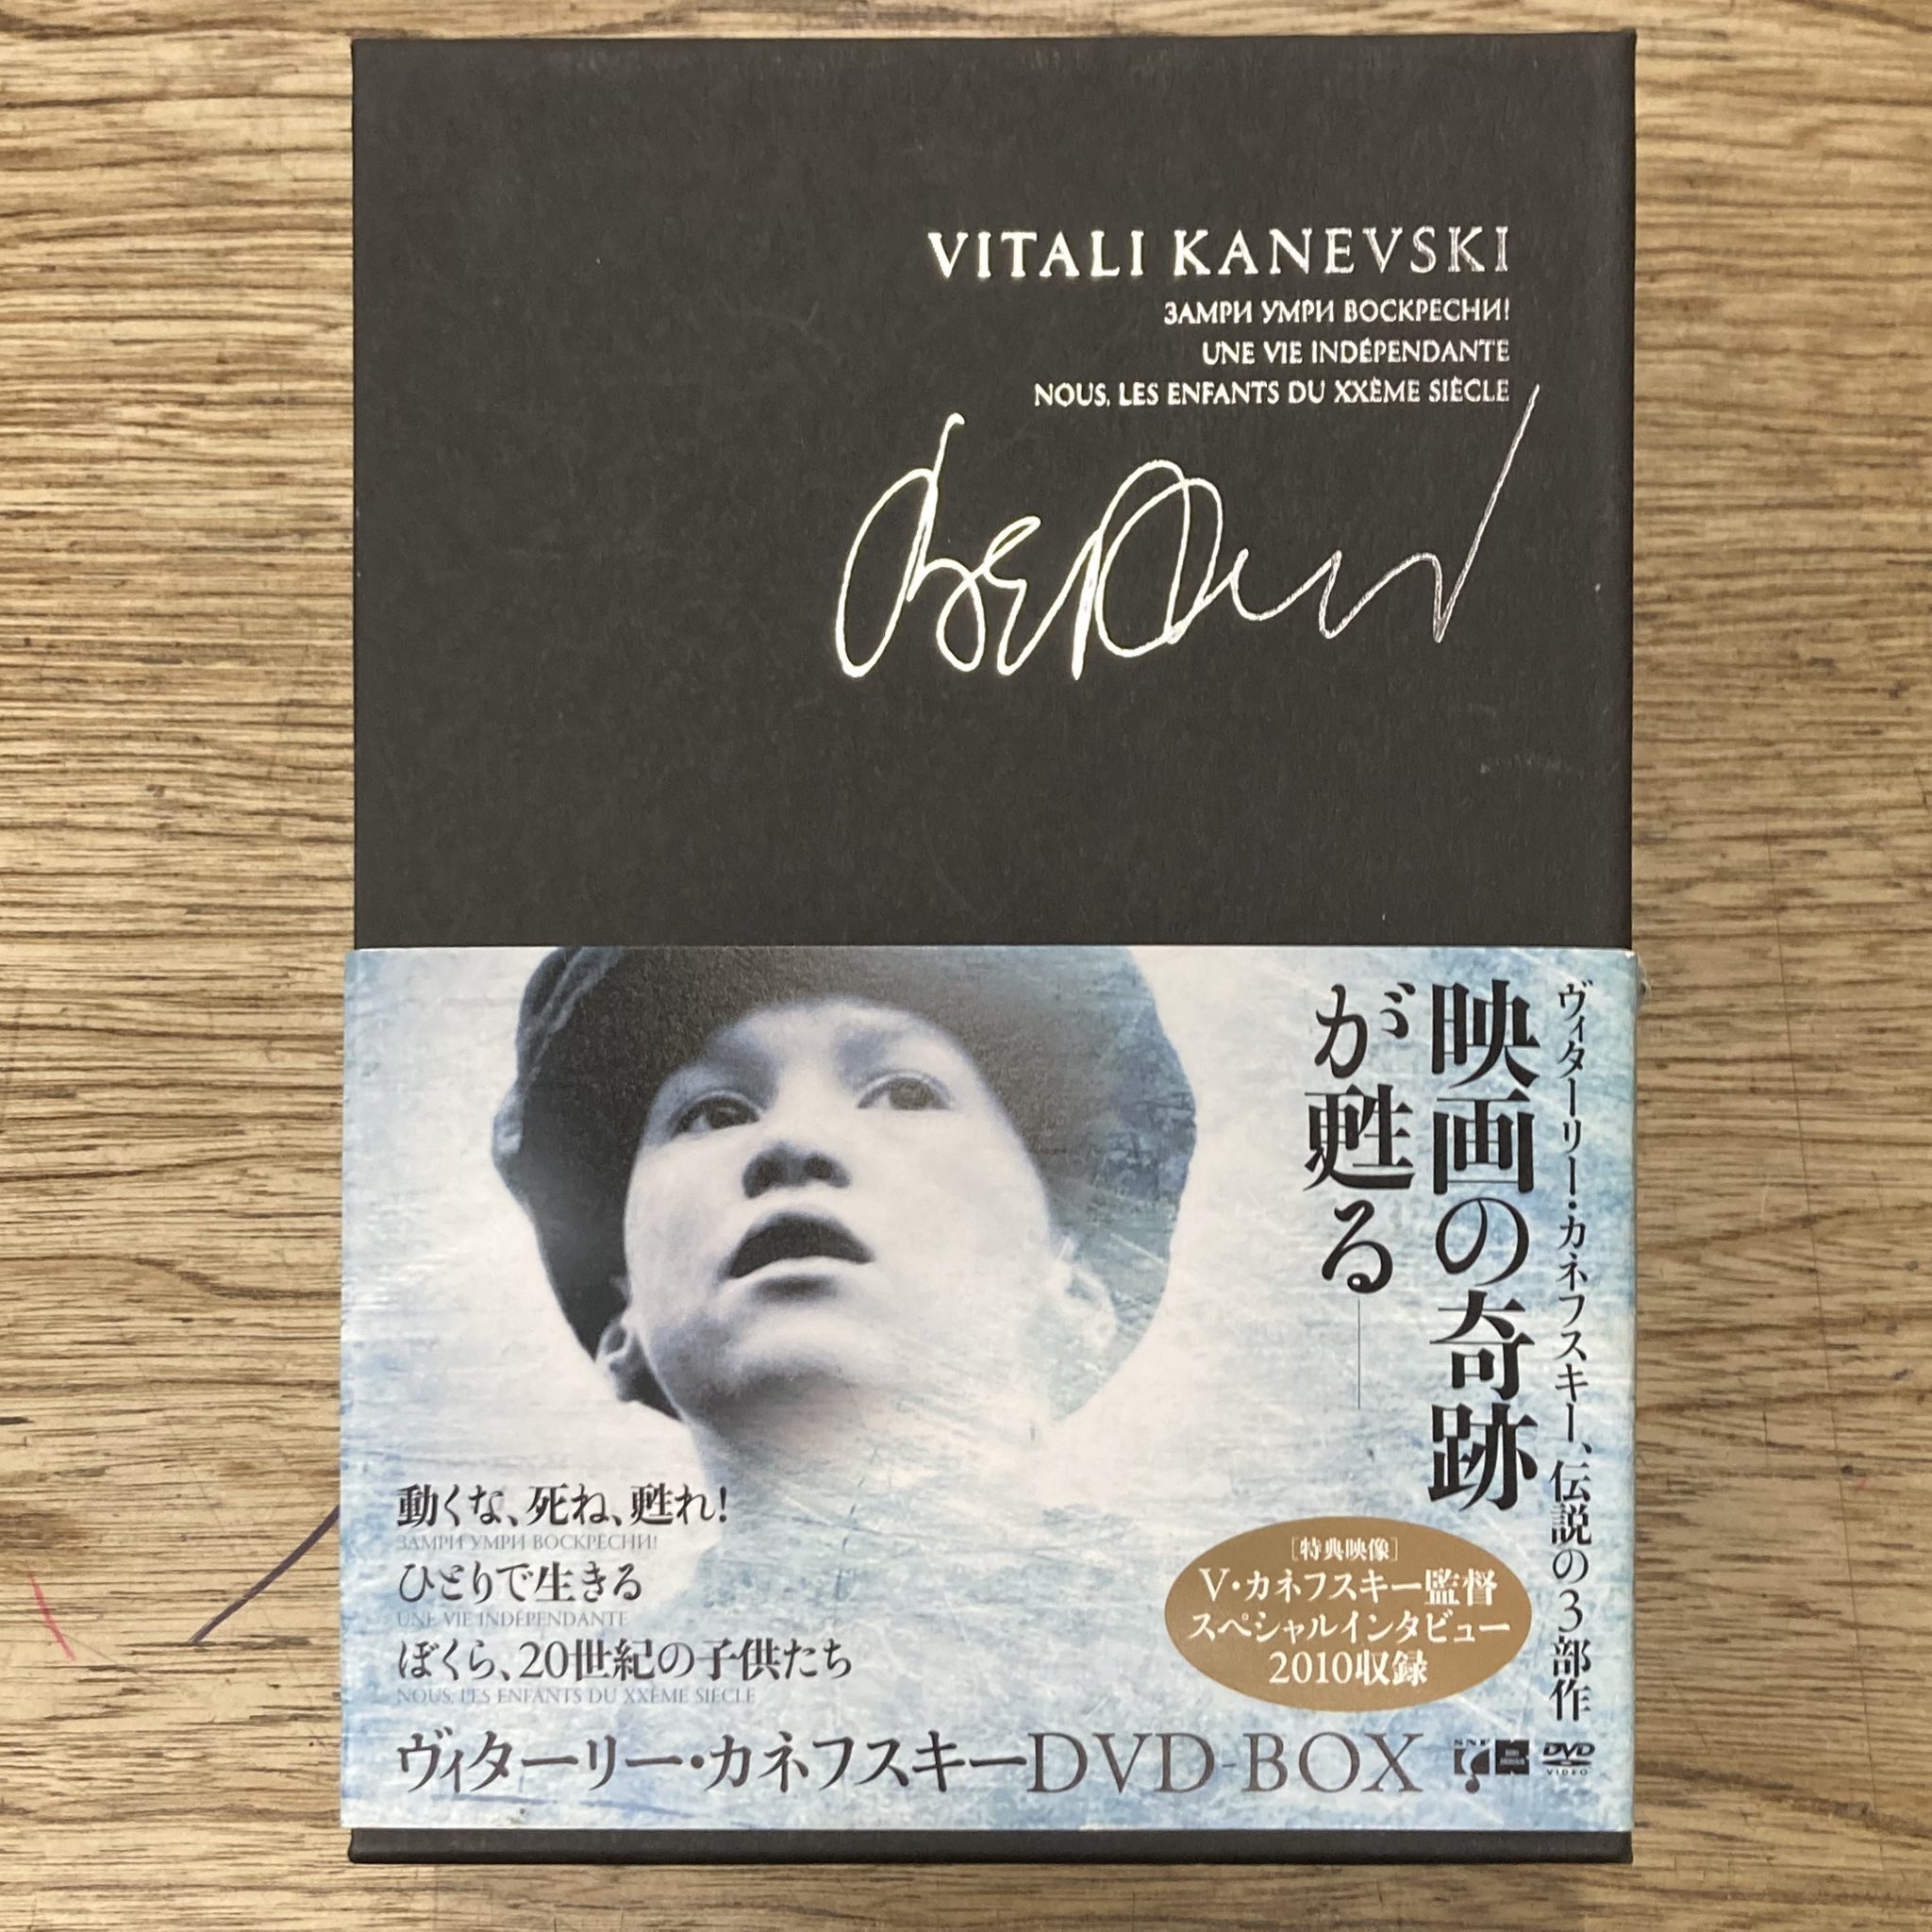 VITALI KANEVSKI
ЗАМРИ УМРИ ВОСКРЕСНИ!
UNE VIE INDÉPENDANTE
NOUS, LES ENFANTS DU XXÈME SIÈCLE
ヴィターリー・カネフスキー、伝説の3部作
映画の奇跡
が甦る——
動くな、死ね、甦れ!
ЗАМРИ УМРИ ВОСКРЕСНИ!
ひとりで生きる
UNE VIE INDÉPENDANTE
ぼくら、20世紀の子供たち
NOUS, LES ENFANTS DU XXÈME SIÈCLE
[特典映像]
V・カネフスキー監督
スペシャルインタビュー
2010収録
ヴィターリー・カネフスキーDVD-BOX
DVD
VIDEO